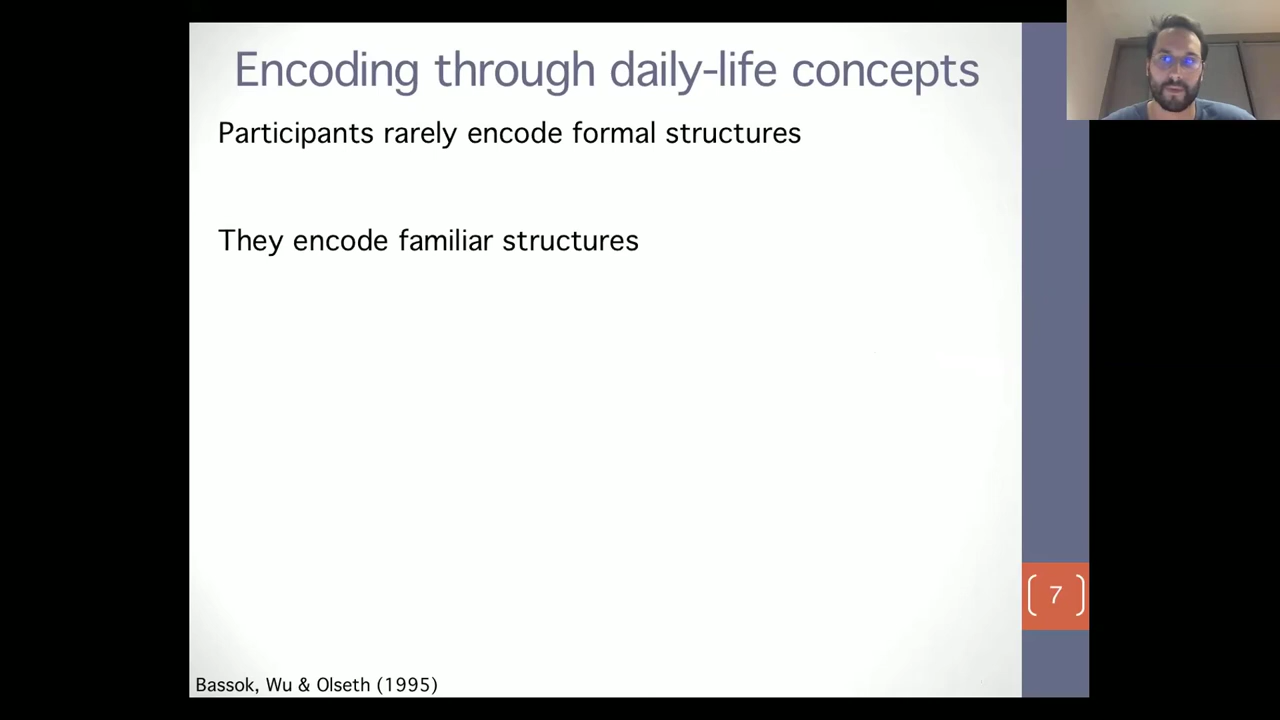 Encoding through daily-life concepts
Participants rarely encode formal structures
They encode familiar structures
7
Bassok, Wu & Olseth (1995)